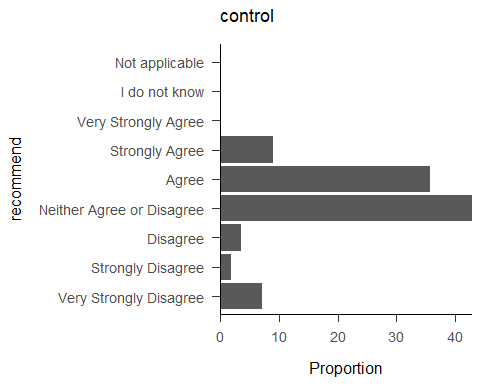 control
recommend
Not applicable
I do not know
Very Strongly Agree
Strongly Agree
Agree
Neither Agree or Disagree
Disagree
Strongly Disagree
Very Strongly Disagree
0 10 20 30 40
Proportion